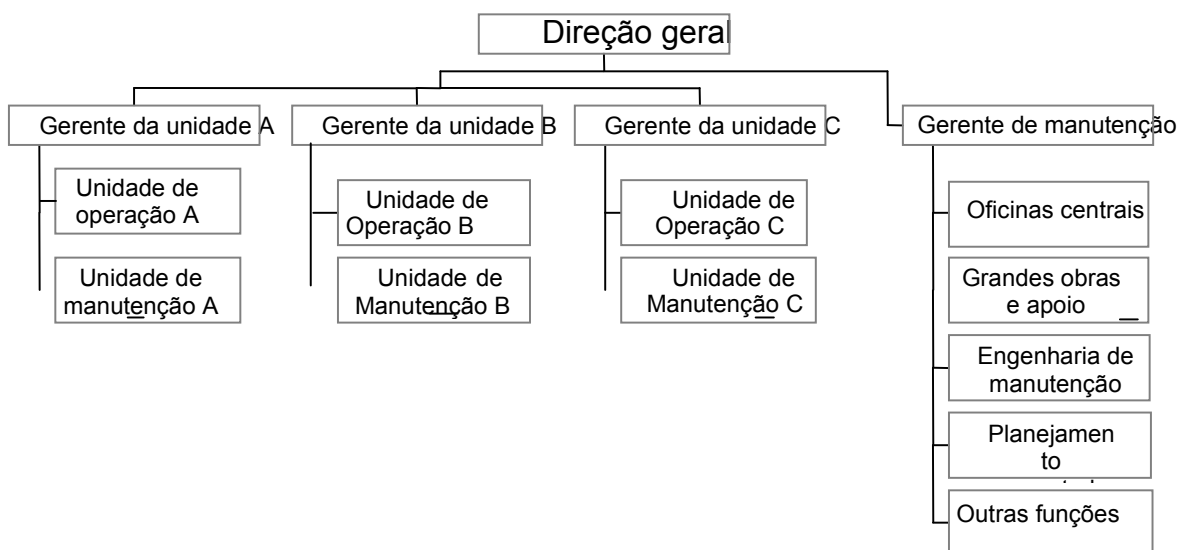 Direção geral
Gerente da unidade A
Gerente da unidade B
Gerente da unidade C
Gerente de manutenção
Unidade de
operação A
Unidade de
manutenção A
Unidade de
Operação B
Unidade de
Manutenção B
Unidade de
Operação C
Unidade de
Manutenção C
Oficinas centrais
Grandes obras
e apoio
Engenharia de
manutenção
Planejamen
to
Outras funções